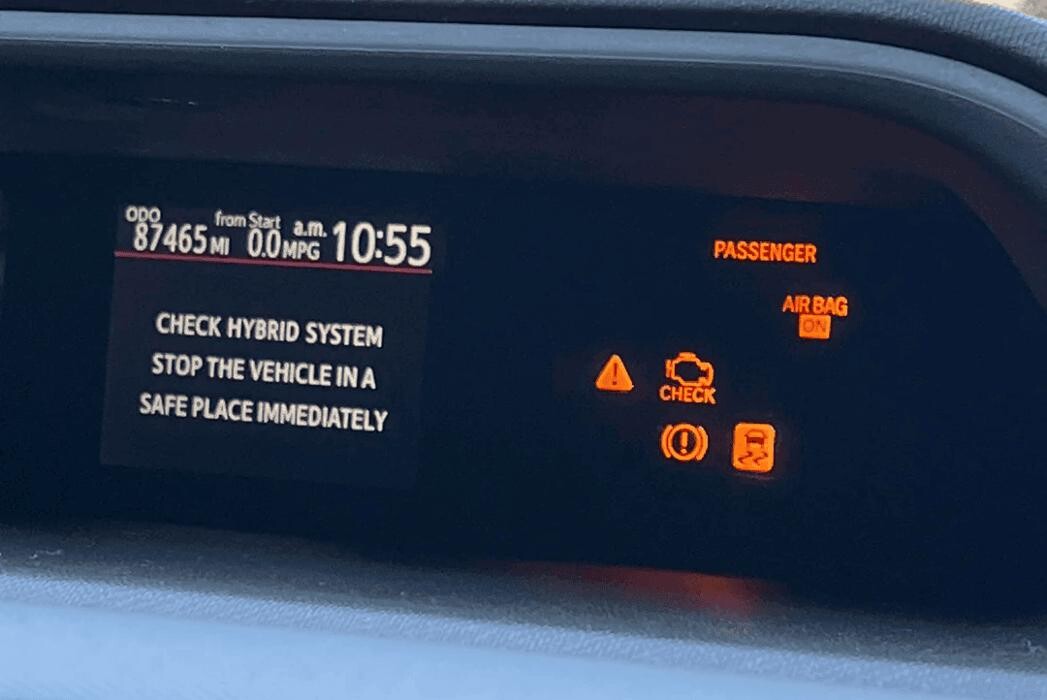 ODO from Start a.m. 10:55
87465 MI 0.0 MPG
CHECK HYBRID SYSTEM
STOP THE VEHICLE IN A
SAFE PLACE IMMEDIATELY
PASSENGER
AIR BAG
ON
CHECK